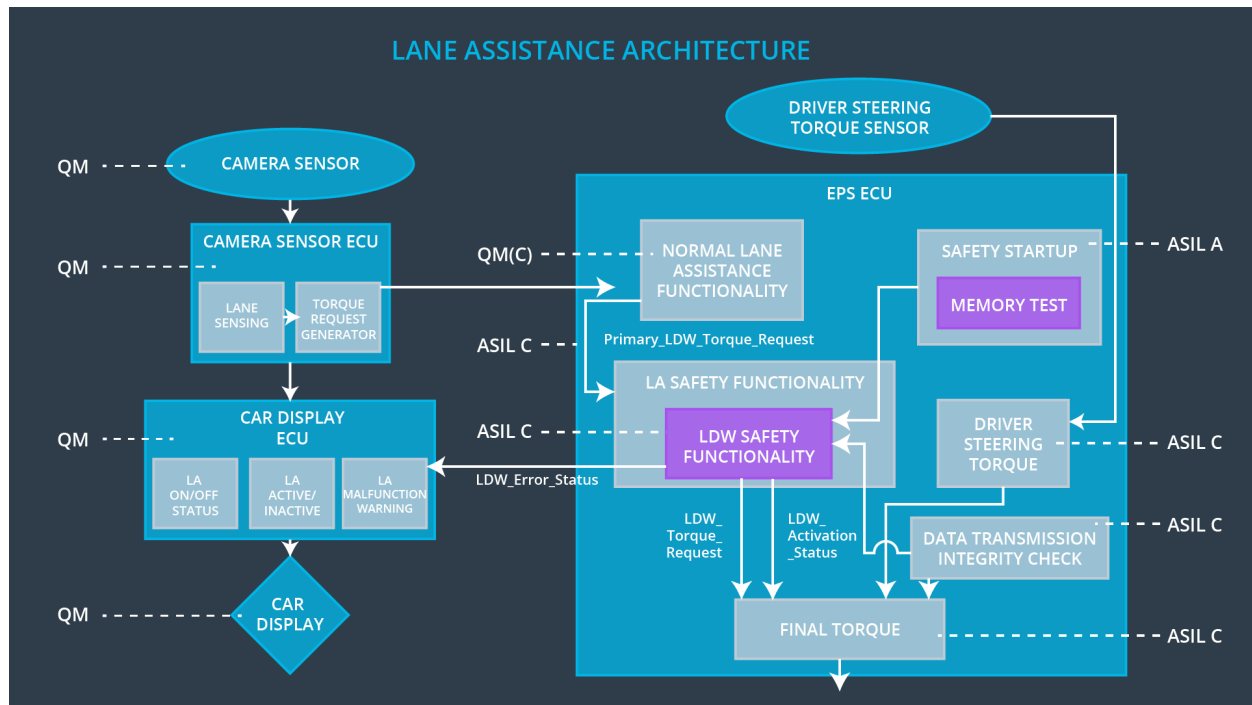 LANE ASSISTANCE ARCHITECTURE
DRIVER STEERING
TORQUE SENSOR
QM
CAMERA SENSOR
EPS ECU
CAMERA SENSOR ECU
QM
LANE
SENSING
TORQUE
REQUEST
GENERATOR
QM(C)
NORMAL LANE
ASSISTANCE
FUNCTIONALITY
SAFETY STARTUP
ASIL A
MEMORY TEST
ASIL C
Primary_LDW_Torque_Request
LA SAFETY FUNCTIONALITY
ASIL C
LDW SAFETY
FUNCTIONALITY
DRIVER
STEERING
TORQUE
ASIL C
QM
CAR DISPLAY
ECU
LA
ON/OFF
STATUS
LA
ACTIVE/
INACTIVE
LA
MALFUNCTION
WARNING
LDW_Error_Status
LDW_
Torque_
Request
LDW_
Activation
_Status
DATA TRANSMISSION
INTEGRITY CHECK
ASIL C
QM
CAR
DISPLAY
FINAL TORQUE
ASIL C